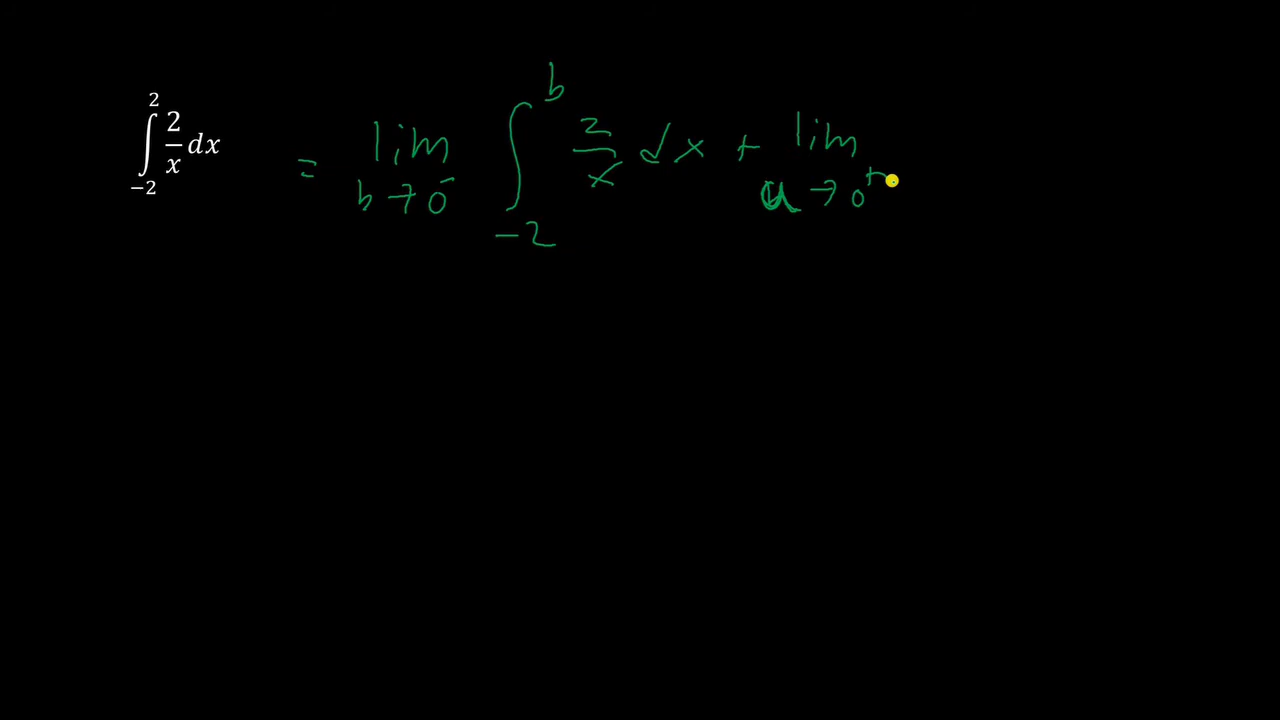 ∫_{-2}^{2} 2/x dx = lim_{b→0⁻} ∫_{-2}^{b} 2/x dx + lim_{a→0⁺}